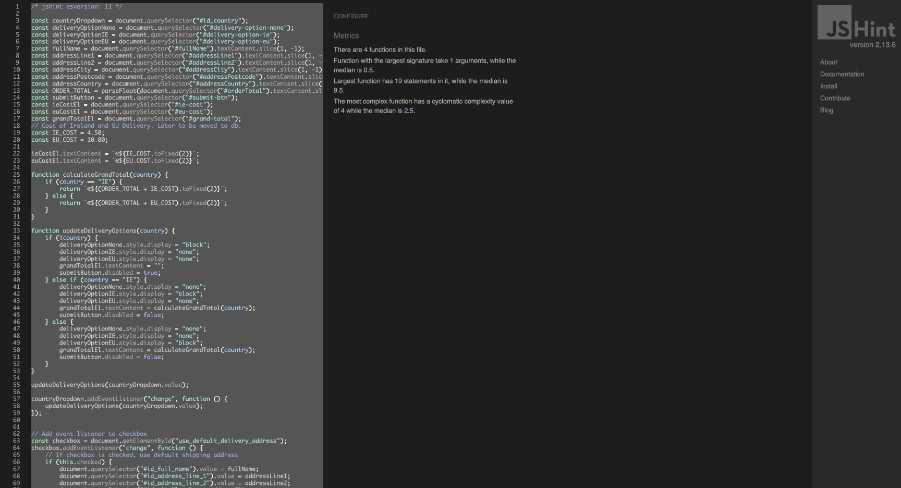 1 /* jshint esversion: 11 */
2
3 const countryDropdown = document.querySelector("#id_country");
4 const deliveryOptionNone = document.querySelector("#delivery-option-none");
5 const deliveryOptionIE = document.querySelector("#delivery-option-ie");
6 const deliveryOptionEU = document.querySelector("#delivery-option-eu");
7 const fullName = document.querySelector("#fullName").textContent.slice(1, -1);
8 const addressLine1 = document.querySelector("#addressLine1").textContent.slice(1, -
9 const addressLine2 = document.querySelector("#addressLine2").textContent.slice(1, -
10 const addressCity = document.querySelector("#addressCity").textContent.slice(1, -1)
11 const addressPostcode = document.querySelector("#addressPostcode").textContent.slic
12 const addressCountry = document.querySelector("#addressCountry").textContent.slice(
13 const ORDER_TOTAL = parseFloat(document.querySelector("#orderTotal").textContent.sl
14 const submitButton = document.querySelector("#submit-btn");
15 const ieCostEl = document.querySelector("#ie-cost");
16 const euCostEl = document.querySelector("#eu-cost");
17 const grandTotalEl = document.querySelector("#grand-total");
18 // Cost of Ireland and EU Delivery. Later to be moved to db.
19 const IE_COST = 4.50;
20 const EU_COST = 10.00;
21
22 ieCostEl.textContent = `€${IE_COST.toFixed(2)}`;
23 euCostEl.textContent = `€${EU_COST.toFixed(2)}`;
24
25 function calculateGrandTotal(country) {
26 if (country == "IE") {
27 return `€${(ORDER_TOTAL + IE_COST).toFixed(2)}`;
28 } else {
29 return `€${(ORDER_TOTAL + EU_COST).toFixed(2)}`;
30 }
31 }
32
33 function updateDeliveryOptions(country) {
34 if (!country) {
35 deliveryOptionNone.style.display = "block";
36 deliveryOptionIE.style.display = "none";
37 deliveryOptionEU.style.display = "none";
38 grandTotalEl.textContent = "";
39 submitButton.disabled = true;
40 } else if (country == "IE") {
41 deliveryOptionNone.style.display = "none";
42 deliveryOptionIE.style.display = "block";
43 deliveryOptionEU.style.display = "none";
44 grandTotalEl.textContent = calculateGrandTotal(country);
45 submitButton.disabled = false;
46 } else {
47 deliveryOptionNone.style.display = "none";
48 deliveryOptionIE.style.display = "none";
49 deliveryOptionEU.style.display = "block";
50 grandTotalEl.textContent = calculateGrandTotal(country);
51 submitButton.disabled = false;
52 }
53 }
54
55 updateDeliveryOptions(countryDropdown.value);
56
57 countryDropdown.addEventListener("change", function () {
58 updateDeliveryOptions(countryDropdown.value);
59 });
60
61
62 // Add event listener to checkbox
63 const checkbox = document.getElementById("use_default_delivery_address");
64 checkbox.addEventListener("change", function () {
65 // If checkbox is checked, use default shipping address
66 if (this.checked) {
67 document.querySelector("#id_full_name").value = fullName;
68 document.querySelector("#id_address_line_1").value = addressLine1;
69 document.querySelector("#id_address_line_2").value = addressLine2;
CONFIGURE
Metrics
There are 4 functions in this file.
Function with the largest signature take 1 arguments, while the
median is 0.5.
Largest function has 19 statements in it, while the median is
9.5.
The most complex function has a cyclomatic complexity value
of 4 while the median is 2.5.
JSHint
version 2.13.6
About
Documentation
Install
Contribute
Blog